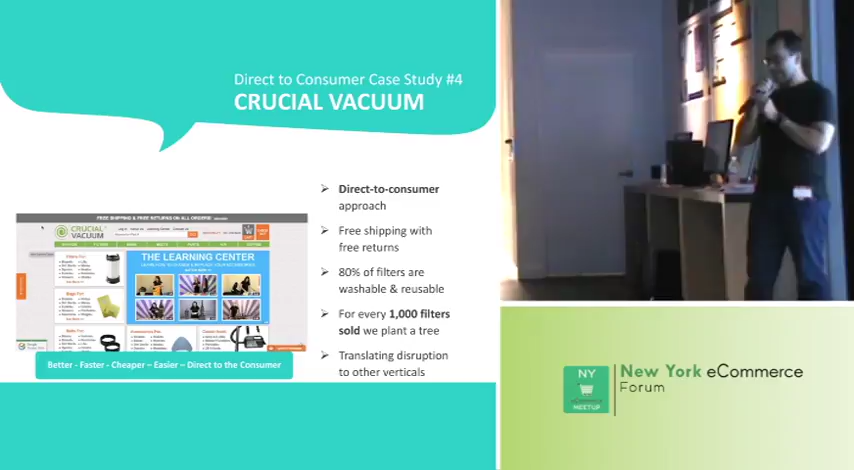 Direct to Consumer Case Study #4
CRUCIAL VACUUM
➢ Direct-to-consumer
approach
➢ Free shipping with
free returns
➢ 80% of filters are
washable & reusable
➢ For every 1,000 filters
sold we plant a tree
➢ Translating disruption
to other verticals
FREE SHIPPING & FREE RETURNS ON ALL ORDERS
CRUCIAL
VACUUM
THE LEARNING CENTER
Better - Faster - Cheaper – Easier – Direct to the Consumer
NY
eCommerce
MEETUP
New York eCommerce
Forum